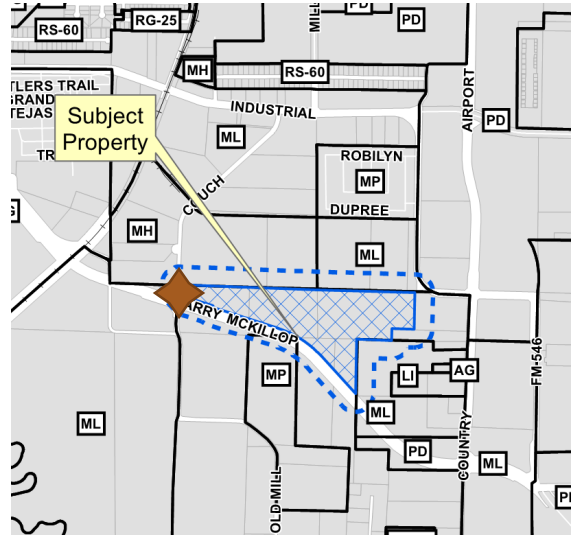 PD
RG-25
RS-60
MILL
PD
MH
RS-60
TLERS TRAIL
GRAND
TEJAS
TR
INDUSTRIAL
AIRPORT
PD
Subject
Property
ML
ROBILYN
MP
COUCH
DUPREE
MH
ML
ARRY MCKILLOP
FM-546
MP
LI
AG
ML
ML
COUNTRY
PD
ML
OLD MILL